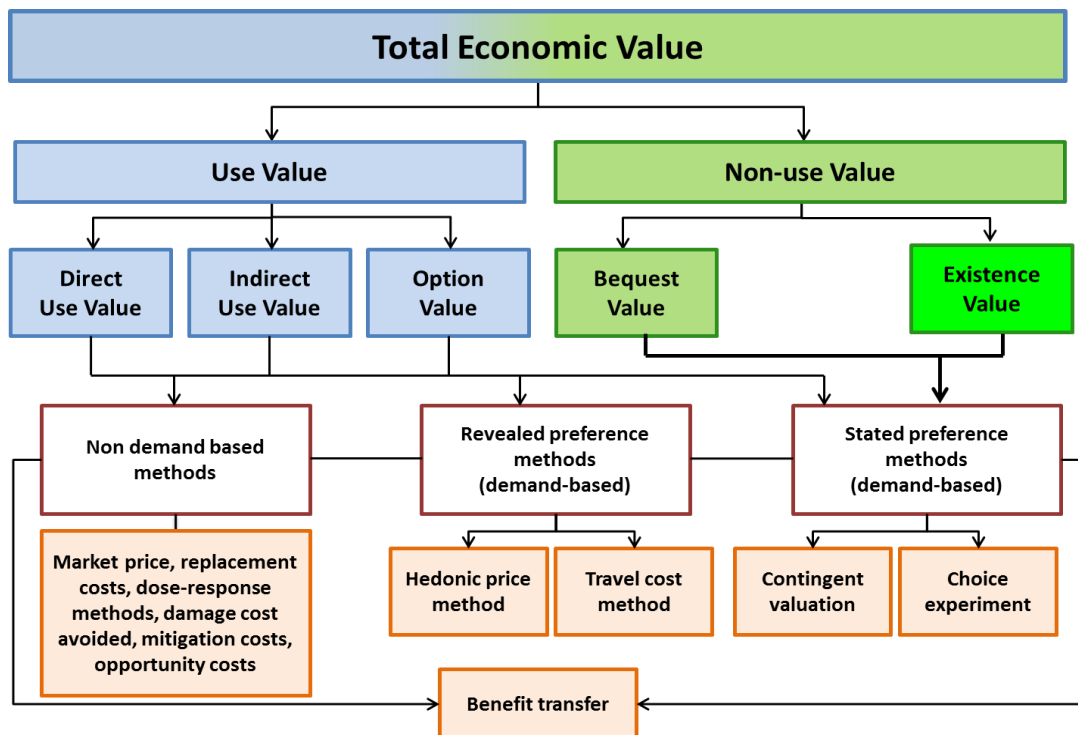 Total Economic Value
Use Value
Non-use Value
Direct
Use Value
Indirect
Use Value
Option
Value
Bequest
Value
Existence
Value
Non demand based
methods
Revealed preference
methods
(demand-based)
Stated preference
methods
(demand-based)
Market price, replacement
costs, dose-response
methods, damage cost
avoided, mitigation costs,
opportunity costs
Hedonic price
method
Travel cost
method
Contingent
valuation
Choice
experiment
Benefit transfer